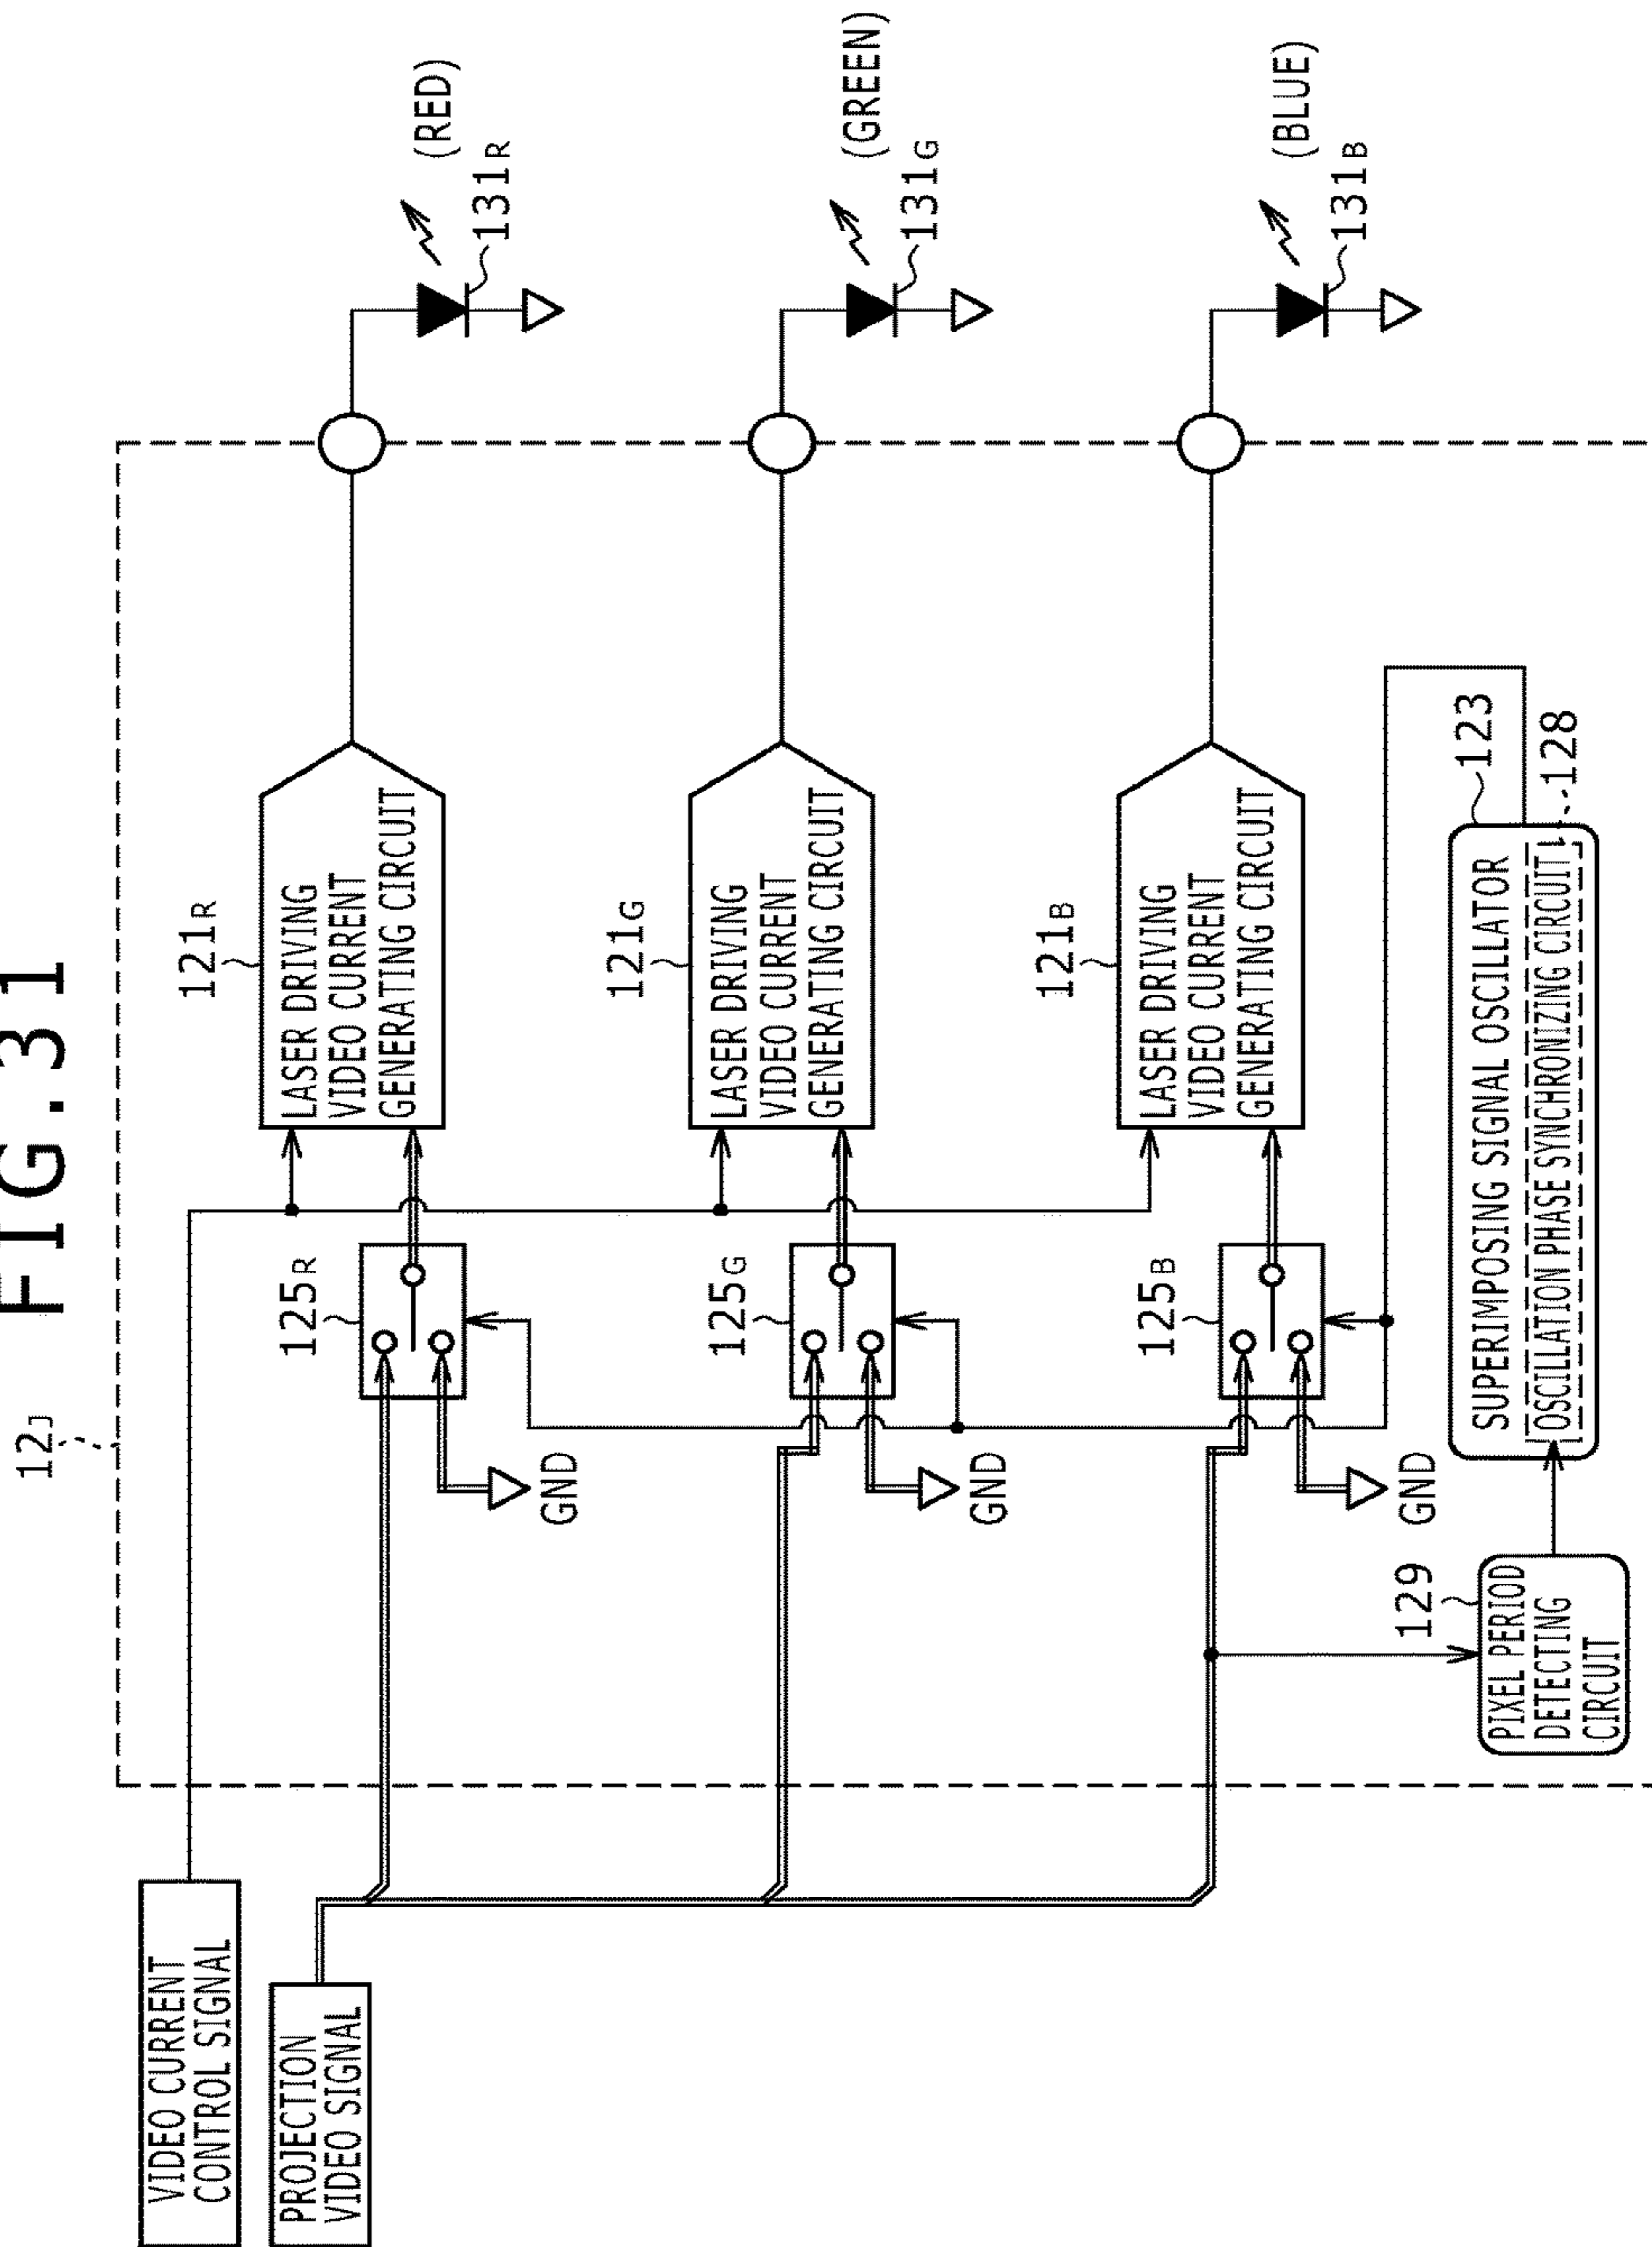 FIG.31
12J
VIDEO CURRENT
CONTROL SIGNAL
PROJECTION
VIDEO SIGNAL
125R
GND
121R
LASER DRIVING
VIDEO CURRENT
GENERATING CIRCUIT
(RED)
131R
125G
GND
121G
LASER DRIVING
VIDEO CURRENT
GENERATING CIRCUIT
(GREEN)
131G
125B
GND
121B
LASER DRIVING
VIDEO CURRENT
GENERATING CIRCUIT
(BLUE)
131B
129
PIXEL PERIOD
DETECTING
CIRCUIT
123
SUPERIMPOSING SIGNAL OSCILLATOR
OSCILLATION PHASE SYNCHRONIZING CIRCUIT
128